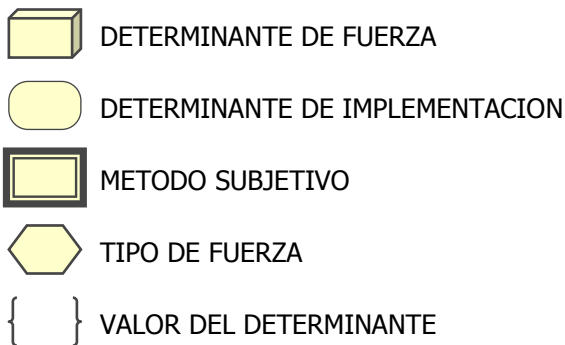 DETERMINANTE DE FUERZA
DETERMINANTE DE IMPLEMENTACION
METODO SUBJETIVO
TIPO DE FUERZA
VALOR DEL DETERMINANTE